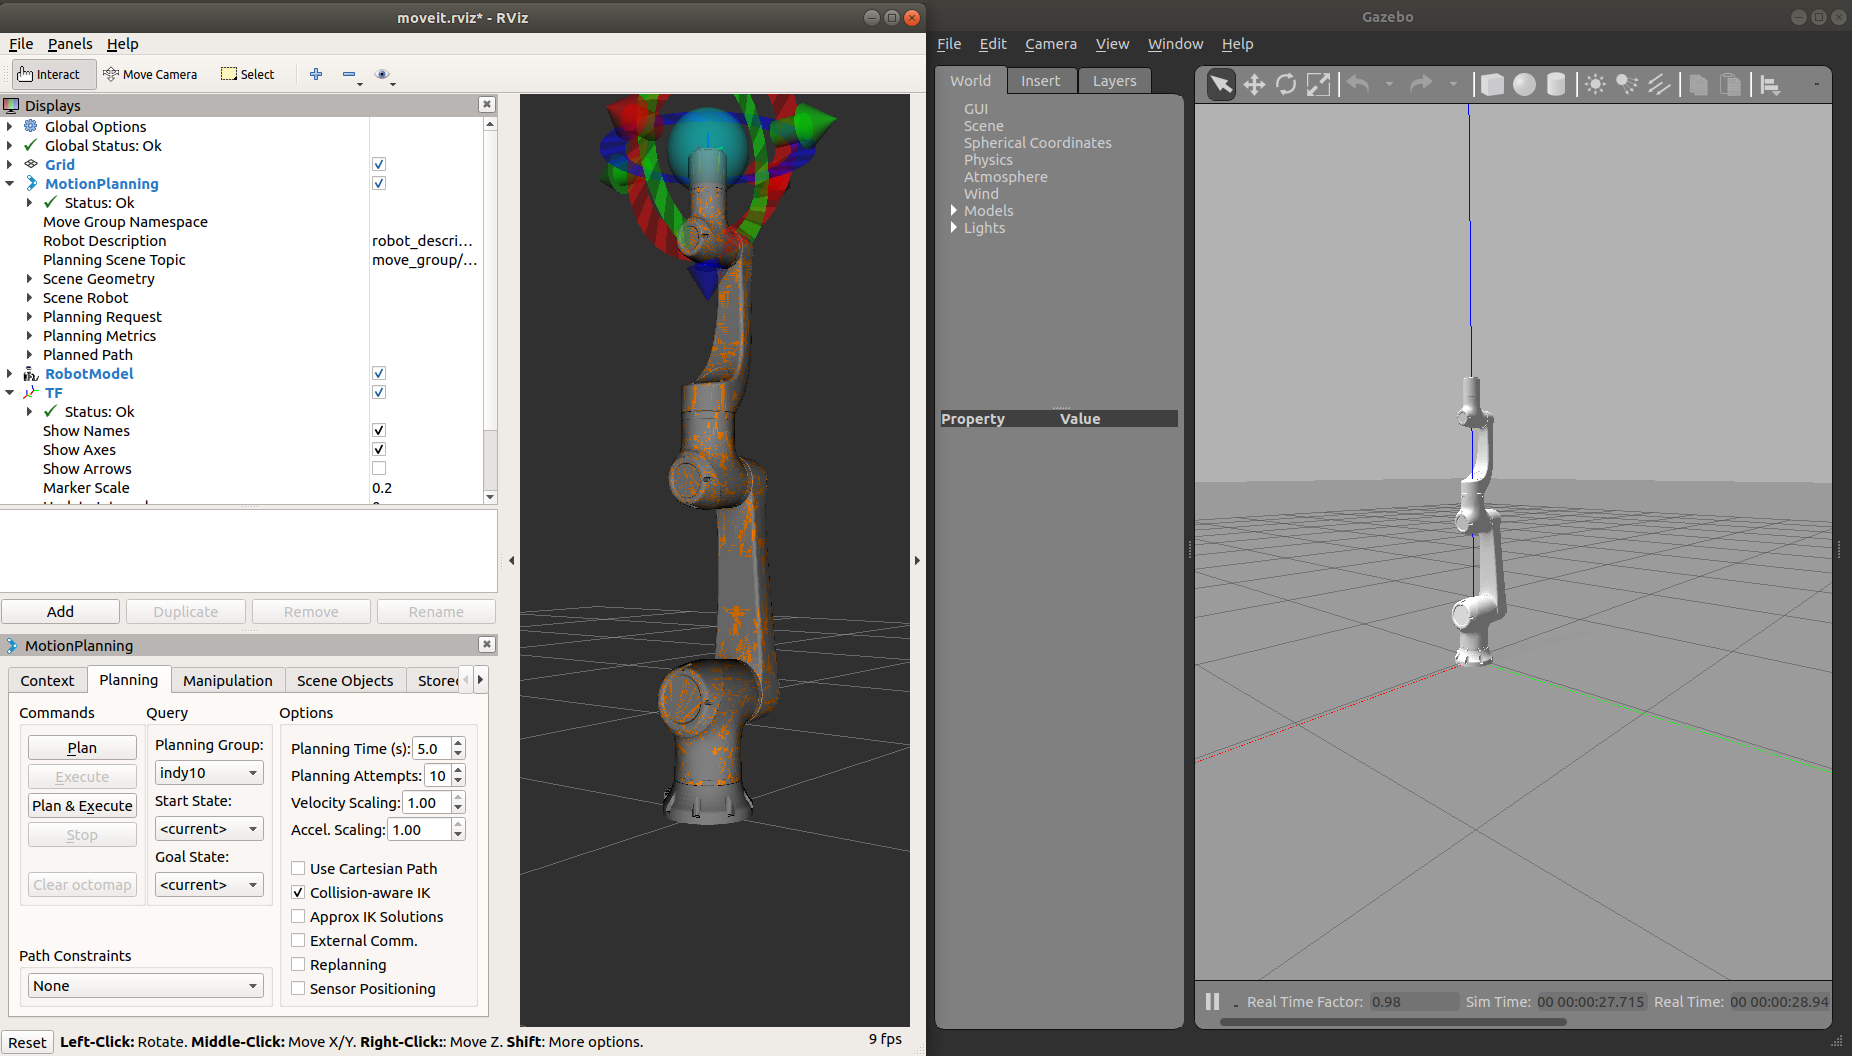 moveit.rviz* - RViz
File Panels Help
Interact Move Camera Select
Displays
Global Options
Global Status: Ok
Grid
MotionPlanning
Status: Ok
Move Group Namespace
Robot Description robot_descri...
Planning Scene Topic move_group/...
Scene Geometry
Scene Robot
Planning Request
Planning Metrics
Planned Path
RobotModel
TF
Status: Ok
Show Names
Show Axes
Show Arrows
Marker Scale 0.2
Add Duplicate Remove Rename
MotionPlanning
Context Planning Manipulation Scene Objects Storec
Commands Query Options
Plan
Execute
Plan & Execute
Stop
Clear octomap
Planning Group:
indy10
Start State:
<current>
Goal State:
<current>
Planning Time (s): 5.0
Planning Attempts: 10
Velocity Scaling: 1.00
Accel. Scaling: 1.00
Use Cartesian Path
Collision-aware IK
Approx IK Solutions
External Comm.
Replanning
Sensor Positioning
Path Constraints
None
Reset Left-Click: Rotate. Middle-Click: Move X/Y. Right-Click:: Move Z. Shift: More options. 9 fps
Gazebo
File Edit Camera View Window Help
World Insert Layers
GUI
Scene
Spherical Coordinates
Physics
Atmosphere
Wind
Models
Lights
Property Value
Real Time Factor: 0.98 Sim Time: 00 00:00:27.715 Real Time: 00 00:00:28.94